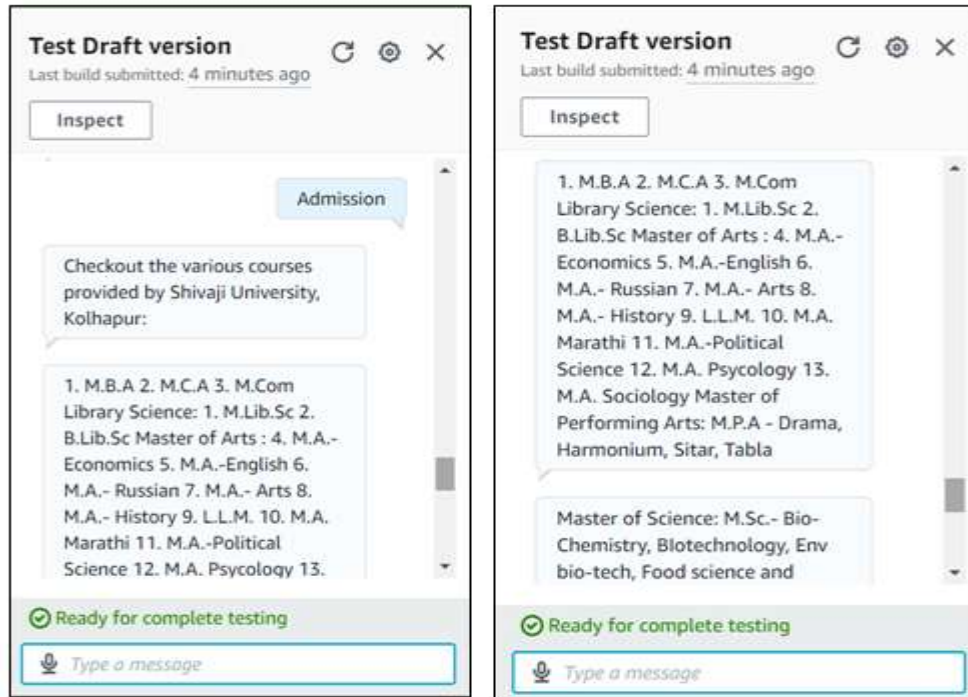 Test Draft version
Last build submitted: 4 minutes ago
Inspect
Admission
Checkout the various courses
provided by Shivaji University,
Kolhapur:
1. M.B.A 2. M.C.A 3. M.Com
Library Science: 1. M.Lib.Sc 2.
B.Lib.Sc Master of Arts : 4. M.A.-
Economics 5. M.A.-English 6.
M.A.- Russian 7. M.A.- Arts 8.
M.A.- History 9. L.L.M. 10. M.A.
Marathi 11. M.A.-Political
Science 12. M.A. Psycology 13.
Ready for complete testing
Type a message
Test Draft version
Last build submitted: 4 minutes ago
Inspect
1. M.B.A 2. M.C.A 3. M.Com
Library Science: 1. M.Lib.Sc 2.
B.Lib.Sc Master of Arts : 4. M.A.-
Economics 5. M.A.-English 6.
M.A.- Russian 7. M.A.- Arts 8.
M.A.- History 9. L.L.M. 10. M.A.
Marathi 11. M.A.-Political
Science 12. M.A. Psycology 13.
M.A. Sociology Master of
Performing Arts: M.P.A - Drama,
Harmonium, Sitar, Tabla
Master of Science: M.Sc.- Bio-
Chemistry, BIotechnology, Env
bio-tech, Food science and
Ready for complete testing
Type a message